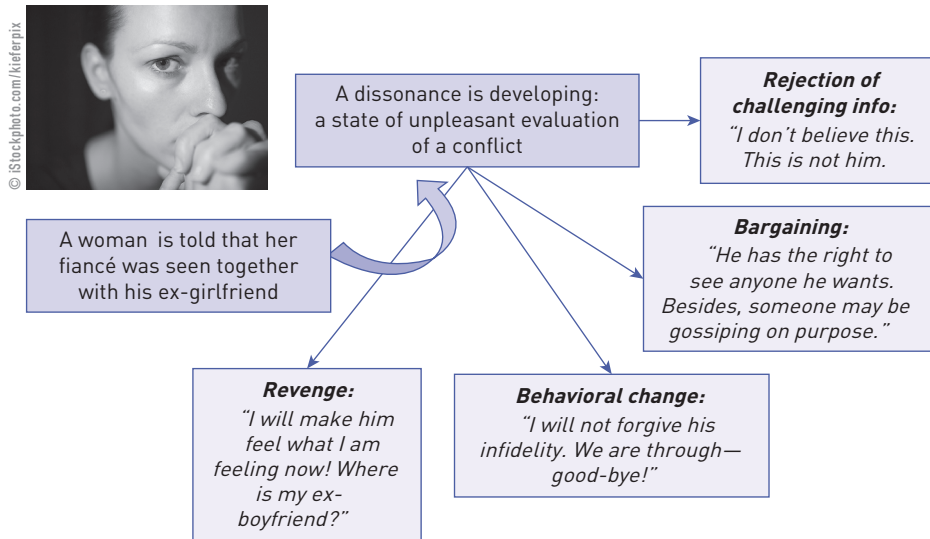 © iStockphoto.com/kieferpix
A dissonance is developing:
a state of unpleasant evaluation
of a conflict
Rejection of
challenging info:
“I don’t believe this.
This is not him.
A woman  is told that her
fiancé was seen together
with his ex-girlfriend
Bargaining:
“He has the right to
see anyone he wants.
Besides, someone may be
gossiping on purpose.”
Revenge:
“I will make him
feel what I am
feeling now! Where
is my ex-
boyfriend?”
Behavioral change:
“I will not forgive his
infidelity. We are through—
good-bye!”